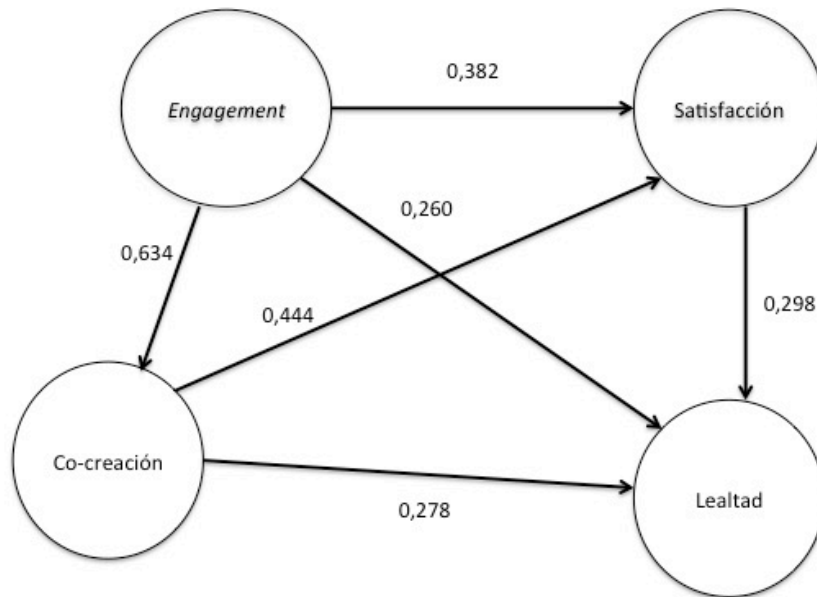 0,382
Engagement
Satisfacción
0,260
0,634
0,444
0,298
Co-creación
Lealtad
0,278